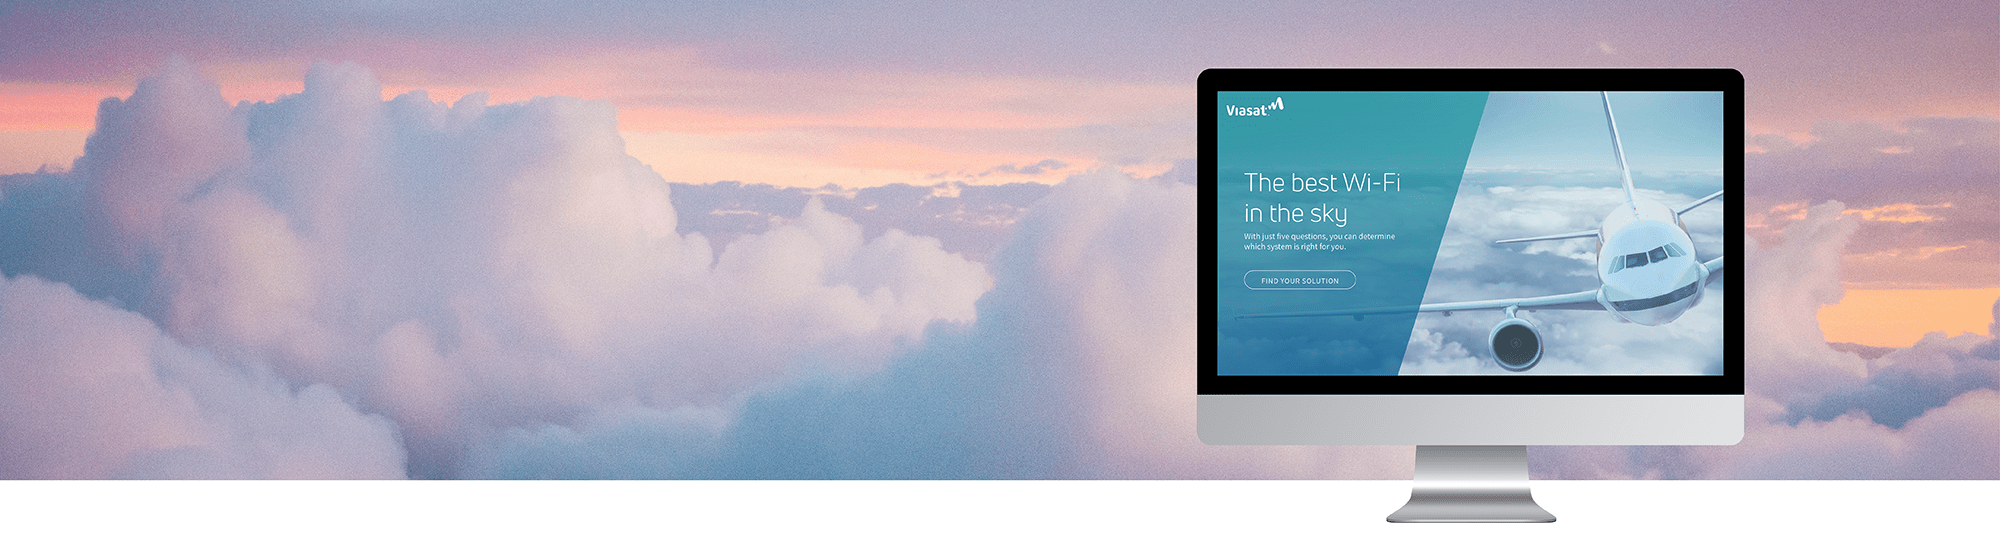 Viasat
The best Wi-Fi
in the sky
With just five questions, you can determine
which system is right for you.
FIND YOUR SOLUTION